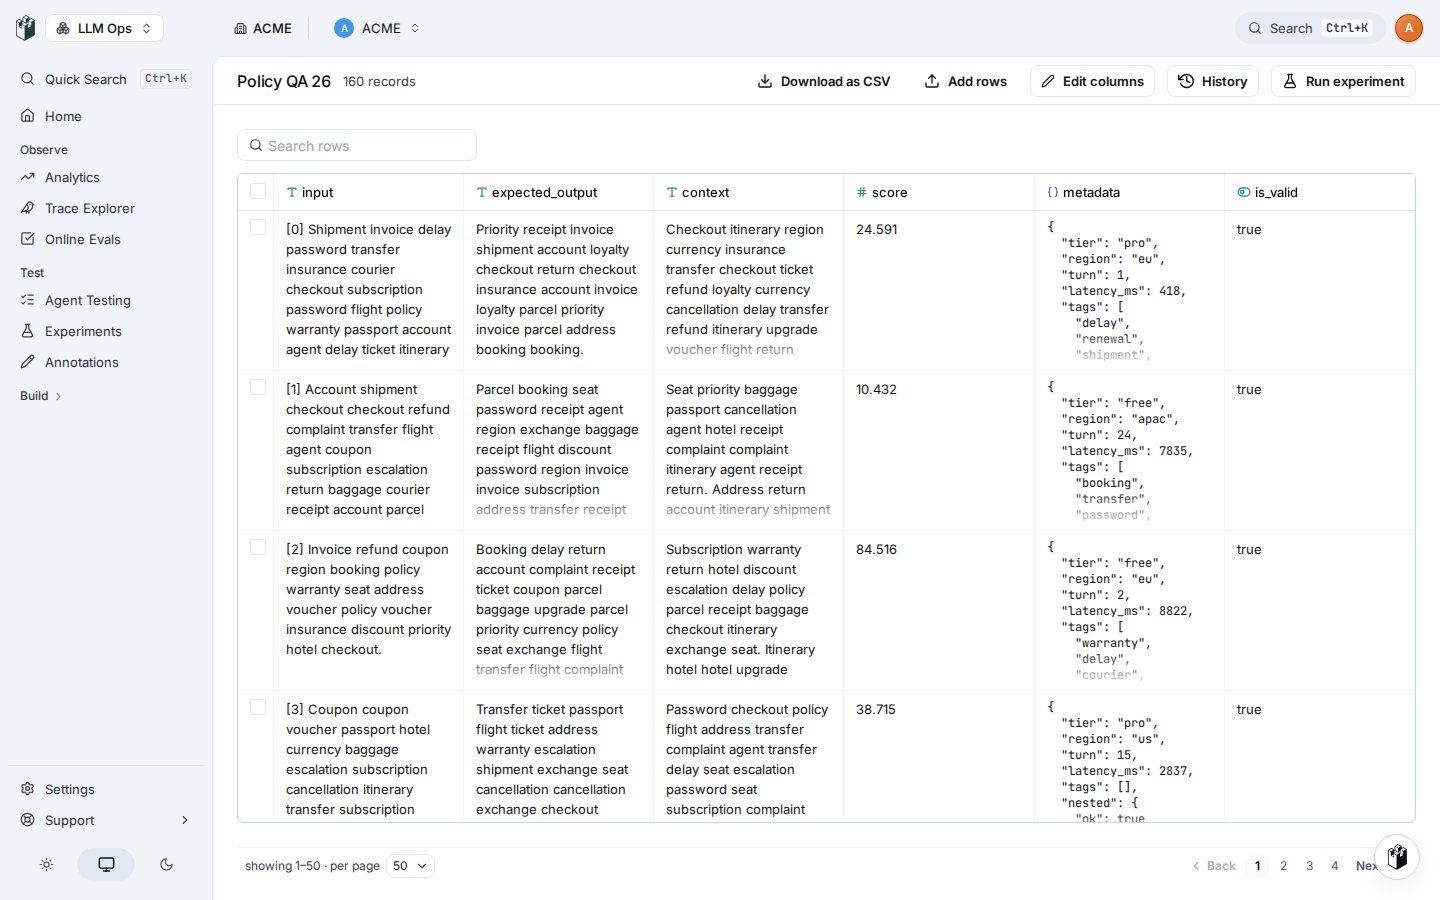 LLM Ops
ACME
A ACME
Search Ctrl+K
A
Quick Search Ctrl+K
Home
Observe
Analytics
Trace Explorer
Online Evals
Test
Agent Testing
Experiments
Annotations
Build
Settings
Support
Policy QA 26 160 records
Download as CSV
Add rows
Edit columns
History
Run experiment
Search rows
input
expected_output
context
score
metadata
is_valid
[0] Shipment invoice delay
password transfer
insurance courier
checkout subscription
password flight policy
warranty passport account
agent delay ticket itinerary
Priority receipt invoice
shipment account loyalty
checkout return checkout
insurance account invoice
loyalty parcel priority
invoice parcel address
booking booking.
Checkout itinerary region
currency insurance
transfer checkout ticket
refund loyalty currency
cancellation delay transfer
refund itinerary upgrade
voucher flight return
24.591
{
"tier": "pro",
"region": "eu",
"turn": 1,
"latency_ms": 418,
"tags": [
"delay",
"renewal",
"shipment",
true
[1] Account shipment
checkout checkout refund
complaint transfer flight
agent coupon
subscription escalation
return baggage courier
receipt account parcel
Parcel booking seat
password receipt agent
region exchange baggage
receipt flight discount
password region invoice
invoice subscription
address transfer receipt
Seat priority baggage
passport cancellation
agent hotel receipt
complaint complaint
itinerary agent receipt
return. Address return
account itinerary shipment
10.432
{
"tier": "free",
"region": "apac",
"turn": 24,
"latency_ms": 7835,
"tags": [
"booking",
"transfer",
"password",
true
[2] Invoice refund coupon
region booking policy
warranty seat address
voucher policy voucher
insurance discount priority
hotel checkout.
Booking delay return
account complaint receipt
ticket coupon parcel
baggage upgrade parcel
priority currency policy
seat exchange flight
transfer flight complaint
Subscription warranty
return hotel discount
escalation delay policy
parcel receipt baggage
checkout itinerary
exchange seat. Itinerary
hotel hotel upgrade
84.516
{
"tier": "free",
"region": "eu",
"turn": 2,
"latency_ms": 8822,
"tags": [
"warranty",
"delay",
"courier",
true
[3] Coupon coupon
voucher passport hotel
currency baggage
escalation subscription
cancellation itinerary
transfer subscription
Transfer ticket passport
flight ticket address
warranty escalation
shipment exchange seat
cancellation cancellation
exchange checkout
Password checkout policy
flight address transfer
complaint agent transfer
delay seat escalation
password seat
subscription complaint
38.715
{
"tier": "pro",
"region": "us",
"turn": 15,
"latency_ms": 2837,
"tags": [],
"nested": {
"ok": true
true
showing 1–50 · per page 50
Back 1 2 3 4